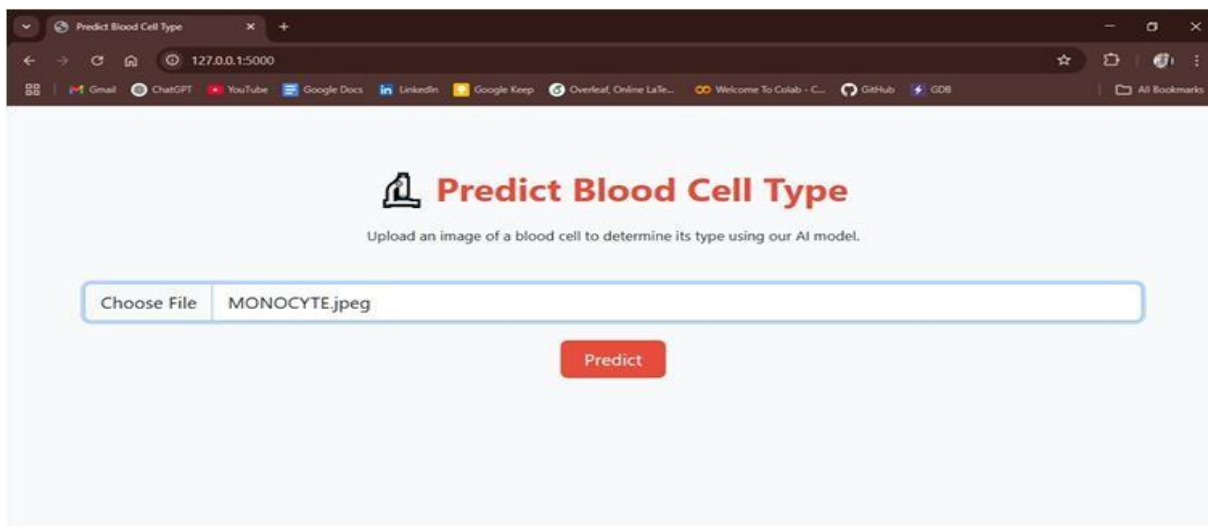 Predict Blood Cell Type
127.0.0.1:5000
Gmail ChatGPT YouTube Google Docs in LinkedIn Google Keep Overleaf, Online LaTe... Welcome To Colab - C... GitHub GDB All Bookmarks
Predict Blood Cell Type
Upload an image of a blood cell to determine its type using our AI model.
Choose File MONOCYTE.jpeg
Predict